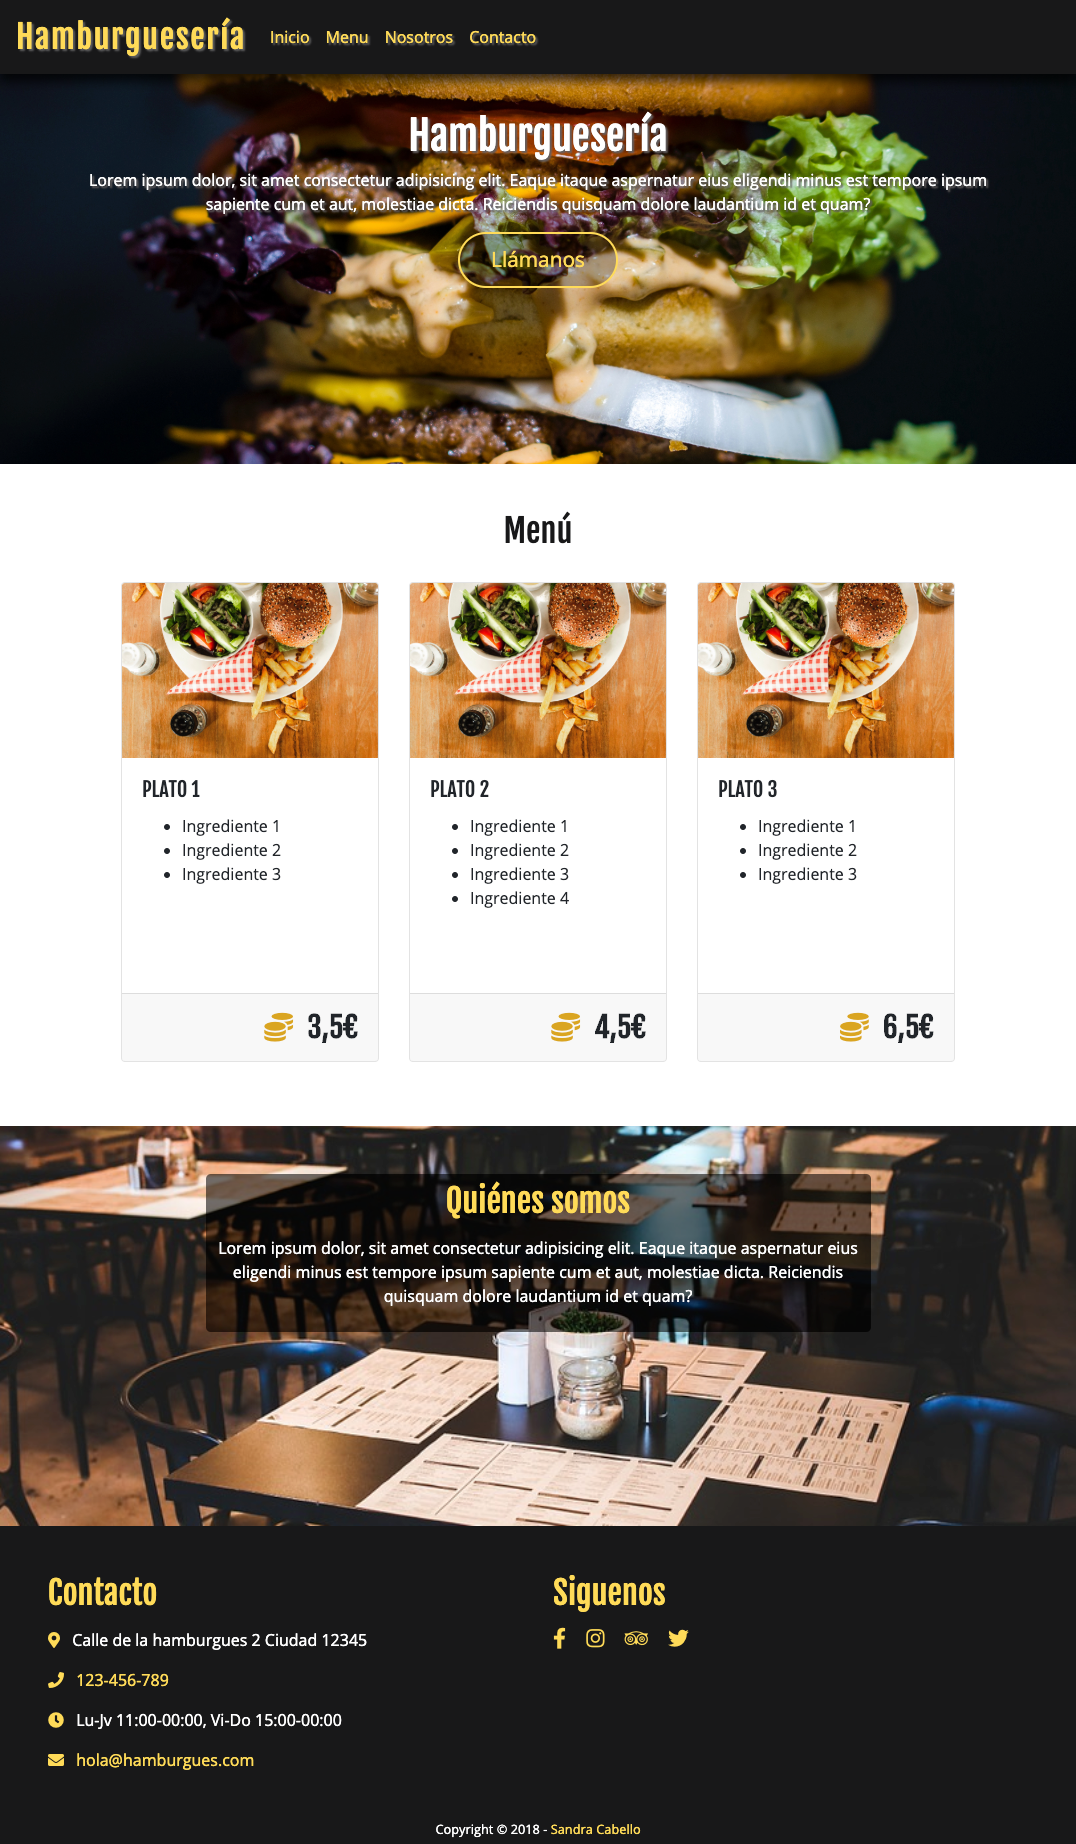 Hamburguesería
Inicio Menu Nosotros Contacto
Hamburguesería
Lorem ipsum dolor, sit amet consectetur adipisicing elit. Eaque itaque aspernatur eius eligendi minus est tempore ipsum
sapiente cum et aut, molestiae dicta. Reiciendis quisquam dolore laudantium id et quam?
Llámanos
Menú
PLATO 1
Ingrediente 1
Ingrediente 2
Ingrediente 3
3,5€
PLATO 2
Ingrediente 1
Ingrediente 2
Ingrediente 3
Ingrediente 4
4,5€
PLATO 3
Ingrediente 1
Ingrediente 2
Ingrediente 3
6,5€
Quiénes somos
Lorem ipsum dolor, sit amet consectetur adipisicing elit. Eaque itaque aspernatur eius
eligendi minus est tempore ipsum sapiente cum et aut, molestiae dicta. Reiciendis
quisquam dolore laudantium id et quam?
Contacto
Calle de la hamburgues 2 Ciudad 12345
123-456-789
Lu-Jv 11:00-00:00, Vi-Do 15:00-00:00
hola@hamburgues.com
Siguenos
Copyright © 2018 - Sandra Cabello